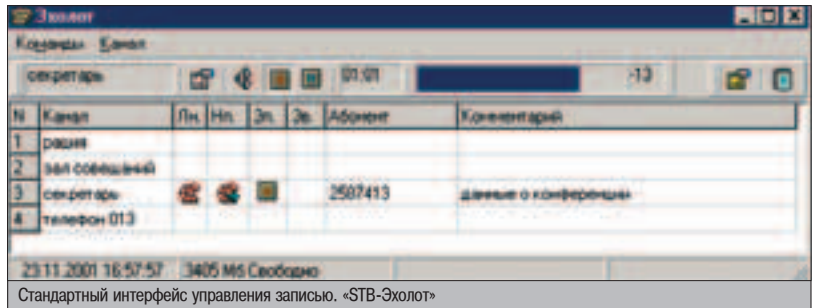 Эхолот
Команды Канал
секретарь 01:01 -13
N Канал Лн. Нп. Зп. Зв. Абонент Комментарий
1 рация
2 зал совещаний
3 секретарь 2587413 данные о конференции
4 телефон 013
23.11.2001 16:57:57 3405 Мб Свободно
Стандартный интерфейс управления записью. «STB-Эхолот»